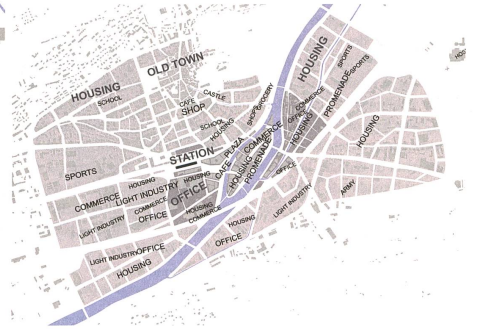 HOUSING
SPORTS
OLD TOWN
SPORTS
HOUSING
SCHOOL
CASTLE
CAFE
SHOP
SHOP
GROCERY
PROMENADE
COMMERCE
OFFICE
HOUSING
SCHOOL
HOUSING
HOUSING
COMMERCE
PLAZA
CAFE
STATION
HOUSING
PROMENADE
OFFICE
SPORTS
HOUSING
HOUSING
ARMY
COMMERCE
LIGHT INDUSTRY
OFFICE
COMMERCE
OFFICE
HOUSING
COMMERCE
LIGHT INDUSTRY
LIGHT INDUSTRY
HOUSING
OFFICE
LIGHT INDUSTRY
OFFICE
HOUSING